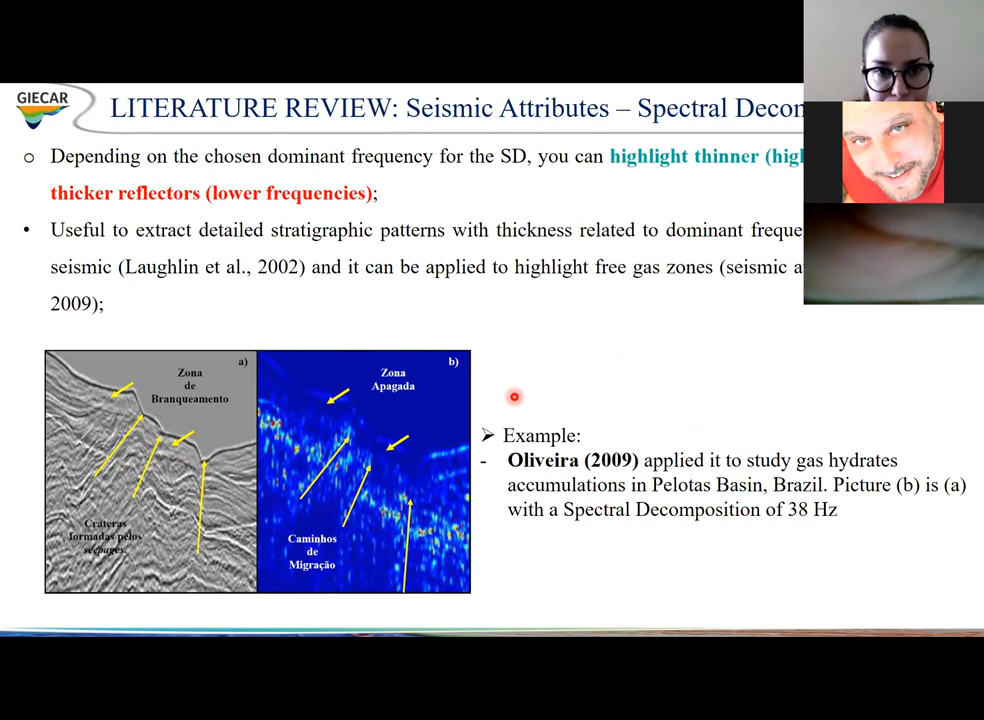 GIECAR
LITERATURE REVIEW: Seismic Attributes – Spectral Decon
o Depending on the chosen dominant frequency for the SD, you can highlight thinner (higl
thicker reflectors (lower frequencies);
• Useful to extract detailed stratigraphic patterns with thickness related to dominant freque
seismic (Laughlin et al., 2002) and it can be applied to highlight free gas zones (seismic a
2009);
a)
Zona
de
Branqueamento
Crateras
formadas pelos
seepages.
b)
Zona
Apagada
Caminhos
de
Migração
➢ Example:
- Oliveira (2009) applied it to study gas hydrates
accumulations in Pelotas Basin, Brazil. Picture (b) is (a)
with a Spectral Decomposition of 38 Hz